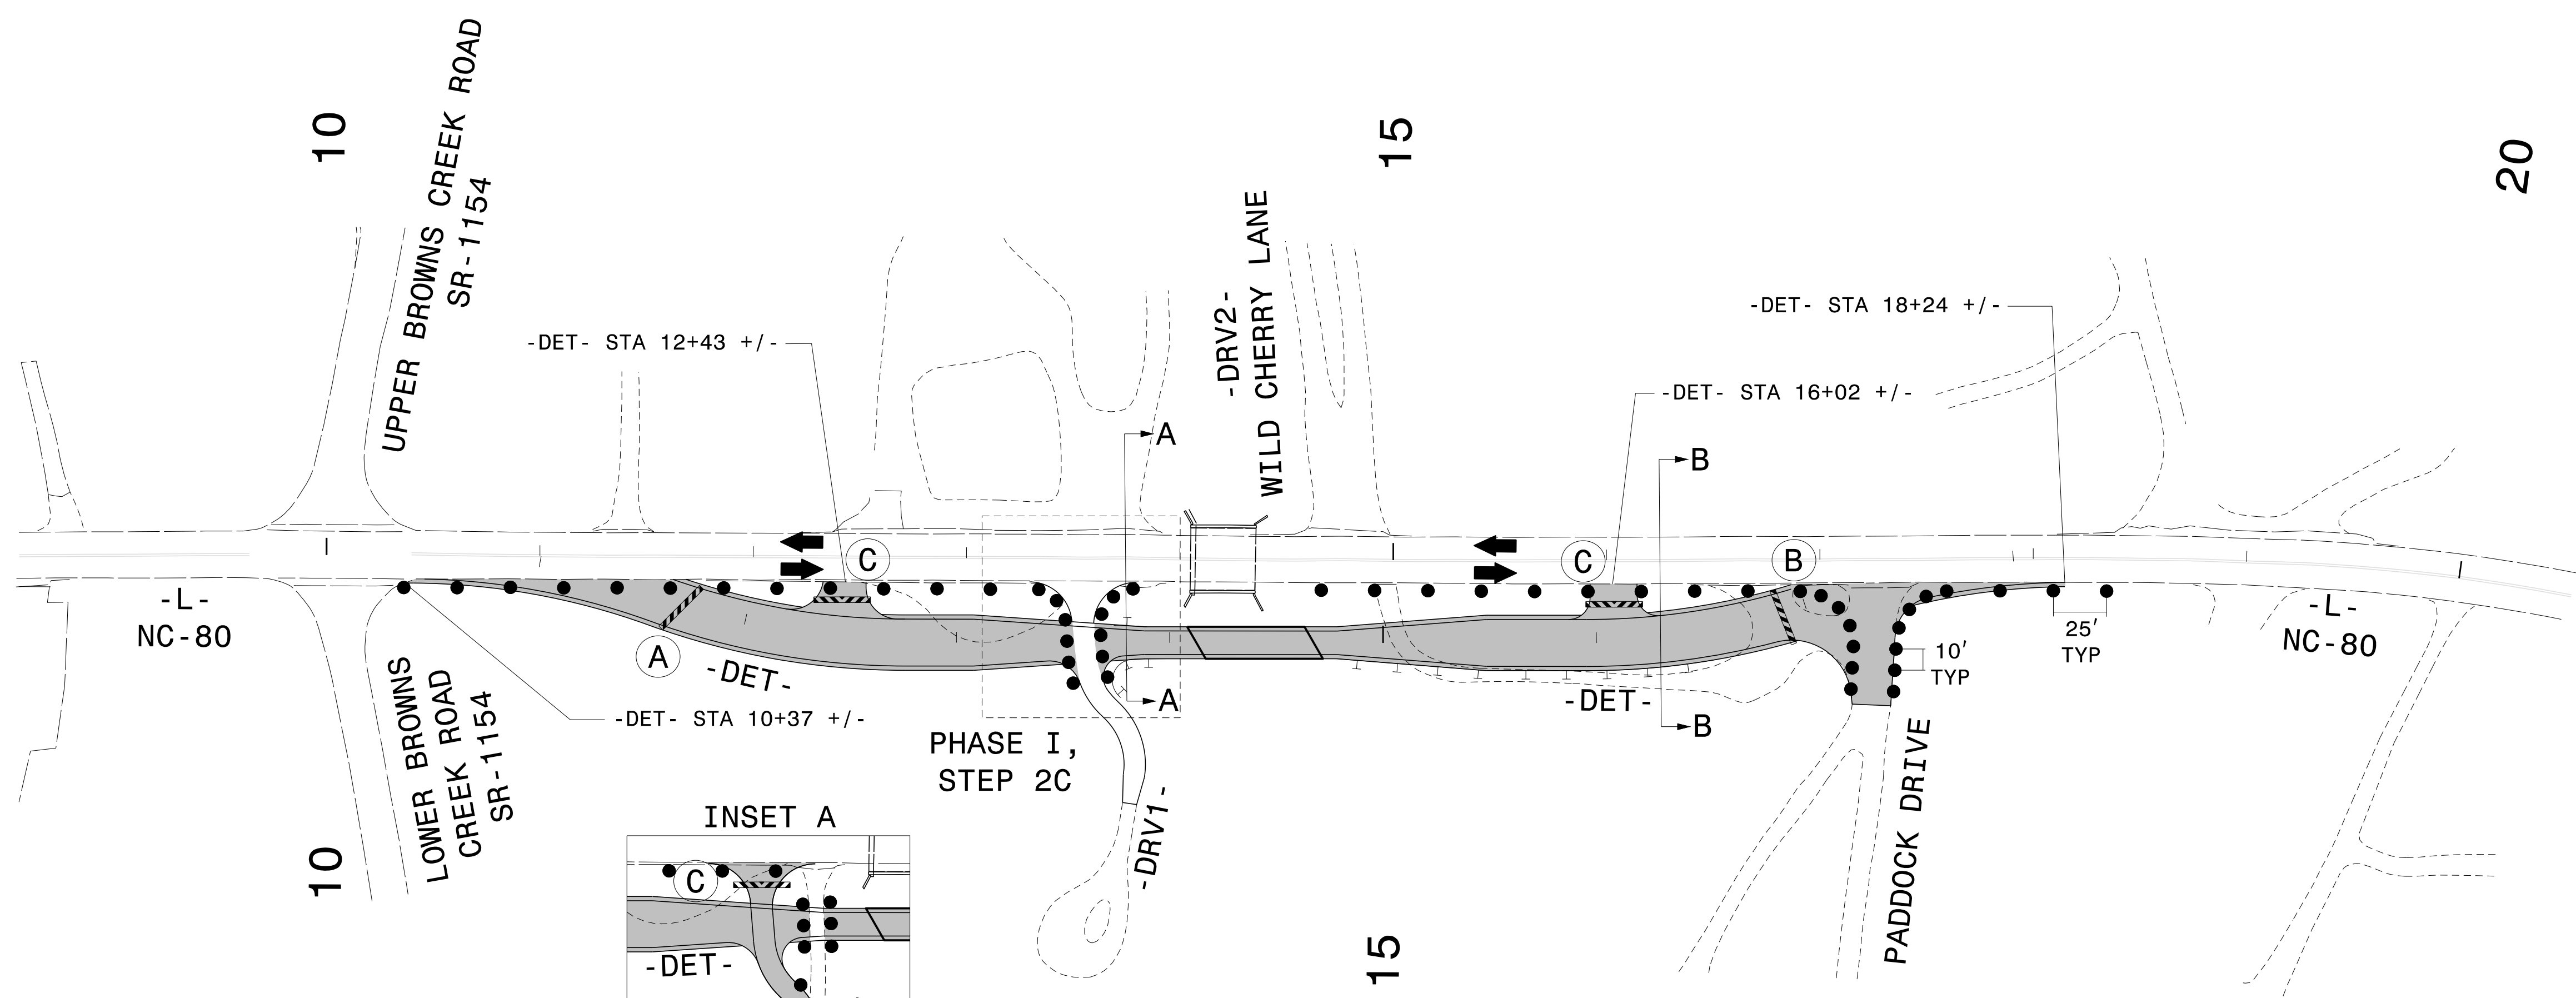 10
UPPER BROWNS CREEK ROAD
SR-1154
15
20
-DRV2-
WILD CHERRY LANE
-DET- STA 18+24 +/-
-DET- STA 12+43 +/-
-DET- STA 16+02 +/-
A
B
C
C
B
-L-
NC-80
A
-DET-
-DET- STA 10+37 +/-
A
-DET-
B
25'
TYP
10'
TYP
-L-
NC-80
PHASE I,
STEP 2C
LOWER BROWNS
CREEK ROAD
SR-1154
10
-DRV1-
PADDOCK DRIVE
INSET A
C
-DET-
15